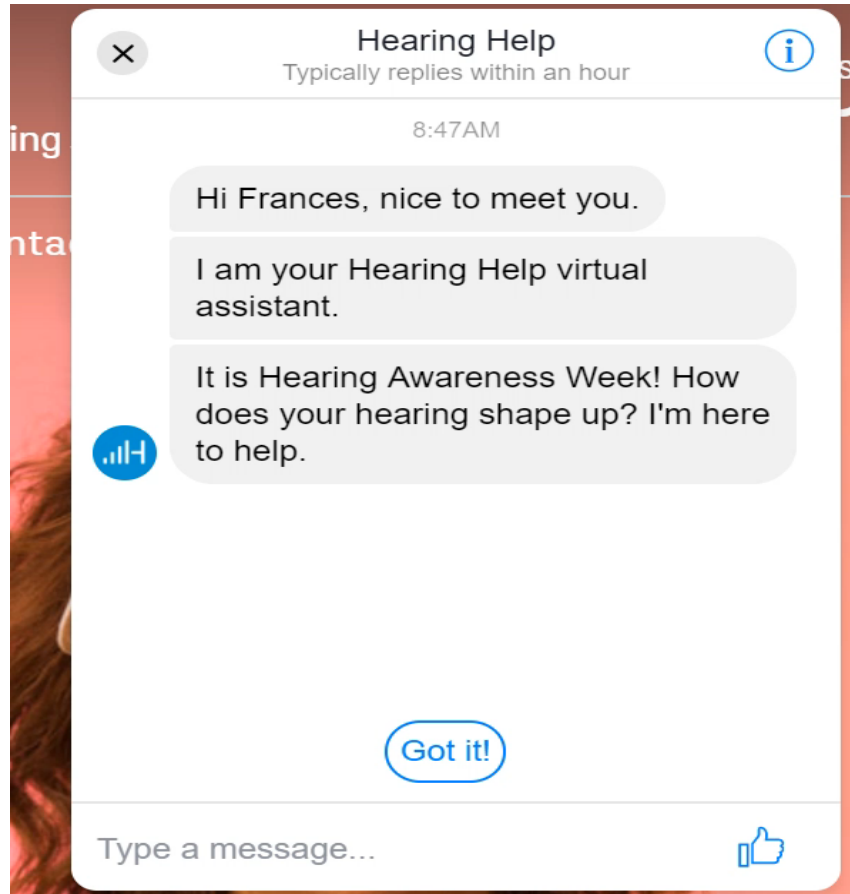 Hearing Help
Typically replies within an hour
8:47AM
ing
Hi Frances, nice to meet you.
nta
I am your Hearing Help virtual
assistant.
It is Hearing Awareness Week! How
does your hearing shape up? I'm here
to help.
Got it!
Type a message...